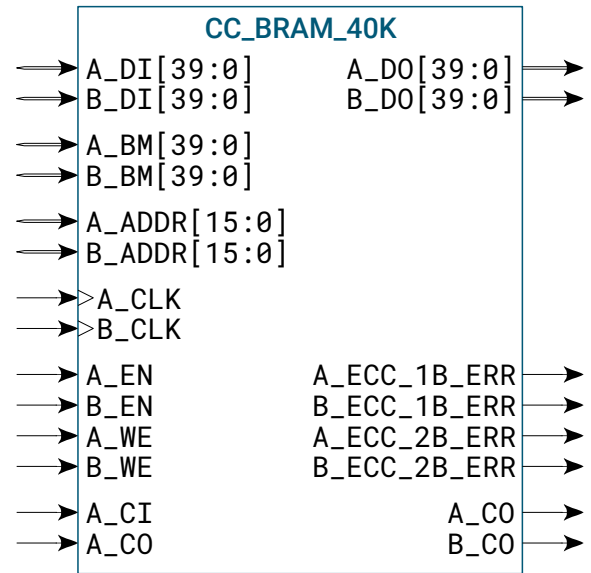 CC_BRAM_40K
A_DI[39:0] A_DO[39:0]
B_DI[39:0] B_DO[39:0]
A_BM[39:0]
B_BM[39:0]
A_ADDR[15:0]
B_ADDR[15:0]
A_CLK
B_CLK
A_EN A_ECC_1B_ERR
B_EN B_ECC_1B_ERR
A_WE A_ECC_2B_ERR
B_WE B_ECC_2B_ERR
A_CI A_CO
A_CO B_CO